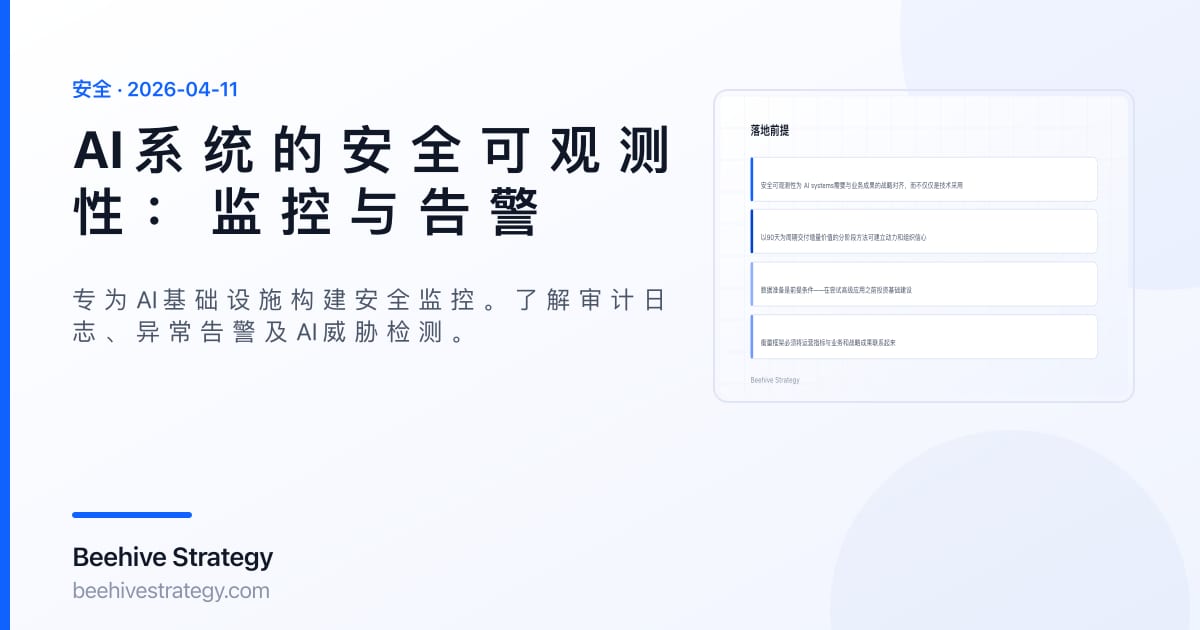 安全 · 2026-04-11
AI系统的安全可观测
性：监控与告警
专为AI基础设施构建安全监控。了解审计日
志、异常告警及AI威胁检测。
落地前提
安全可观测性为 AI systems需要与业务成果的战略对齐，而不仅仅是技术采用
以90天为周期交付增量价值的分阶段方法可建立动力和组织信心
数据准备是前提条件——在尝试高级应用之前投资基础建设
衡量框架必须将运营指标与业务和战略成果联系起来
Beehive Strategy
Beehive Strategy
beehivestrategy.com